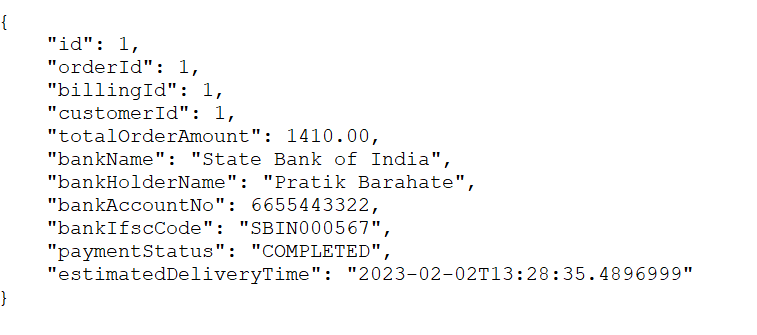 {
    "id": 1,
    "orderId": 1,
    "billingId": 1,
    "customerId": 1,
    "totalOrderAmount": 1410.00,
    "bankName": "State Bank of India",
    "bankHolderName": "Pratik Barahate",
    "bankAccountNo": 6655443322,
    "bankIfscCode": "SBIN000567",
    "paymentStatus": "COMPLETED",
    "estimatedDeliveryTime": "2023-02-02T13:28:35.4896999"
}